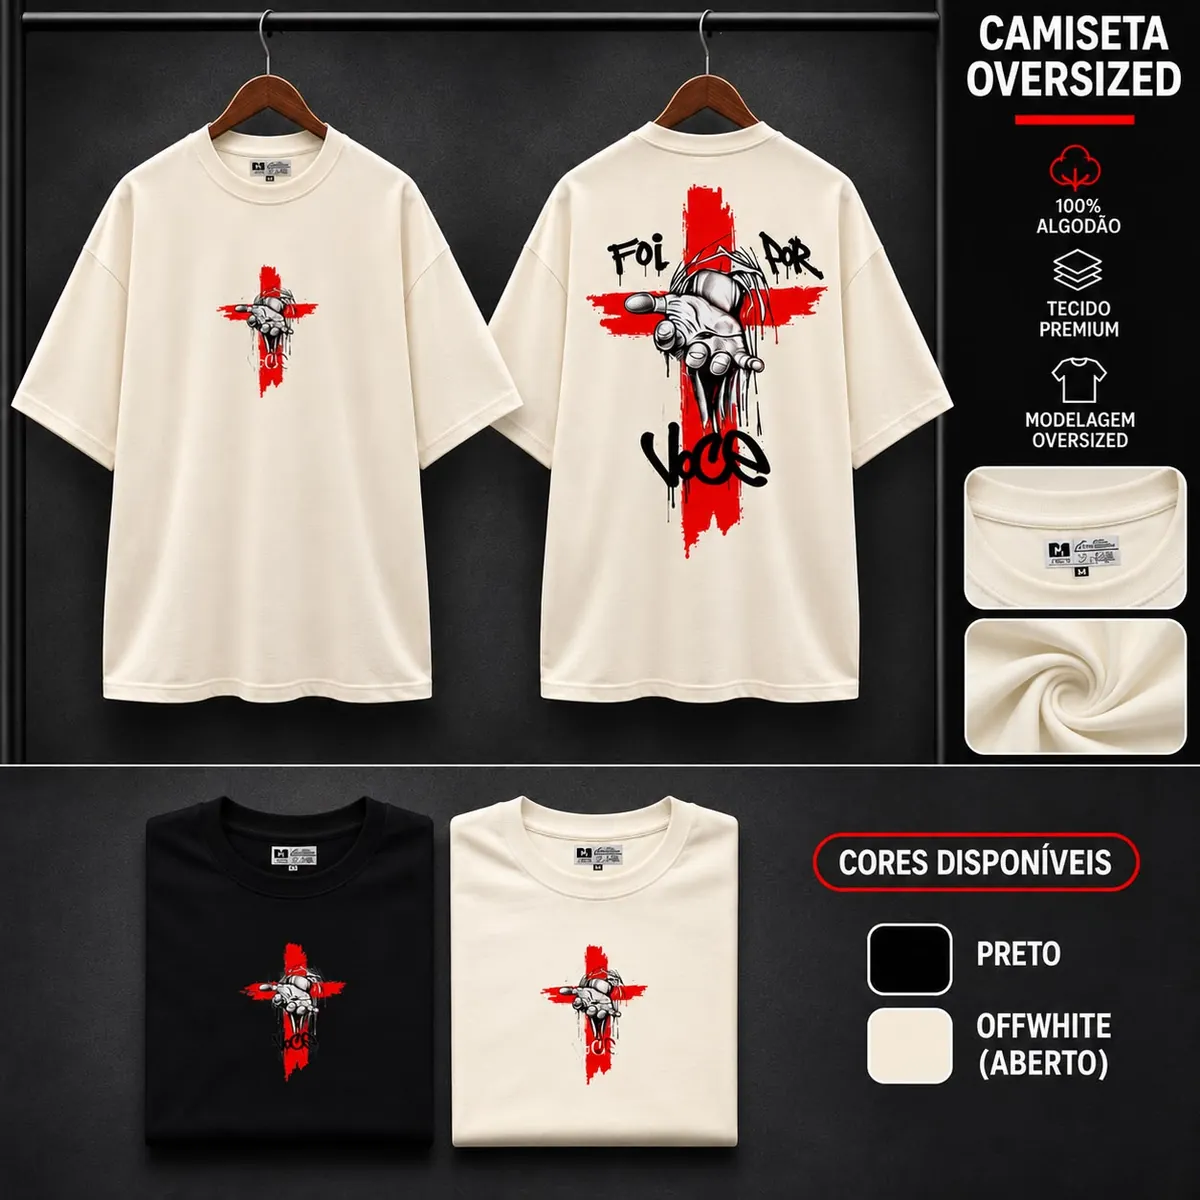 CAMISETA
OVERSIZED
100%
ALGODÃO
TECIDO
PREMIUM
MODELAGEM
OVERSIZED
FOI POR
VOCE
M
CORES DISPONÍVEIS
PRETO
OFFWHITE
(ABERTO)